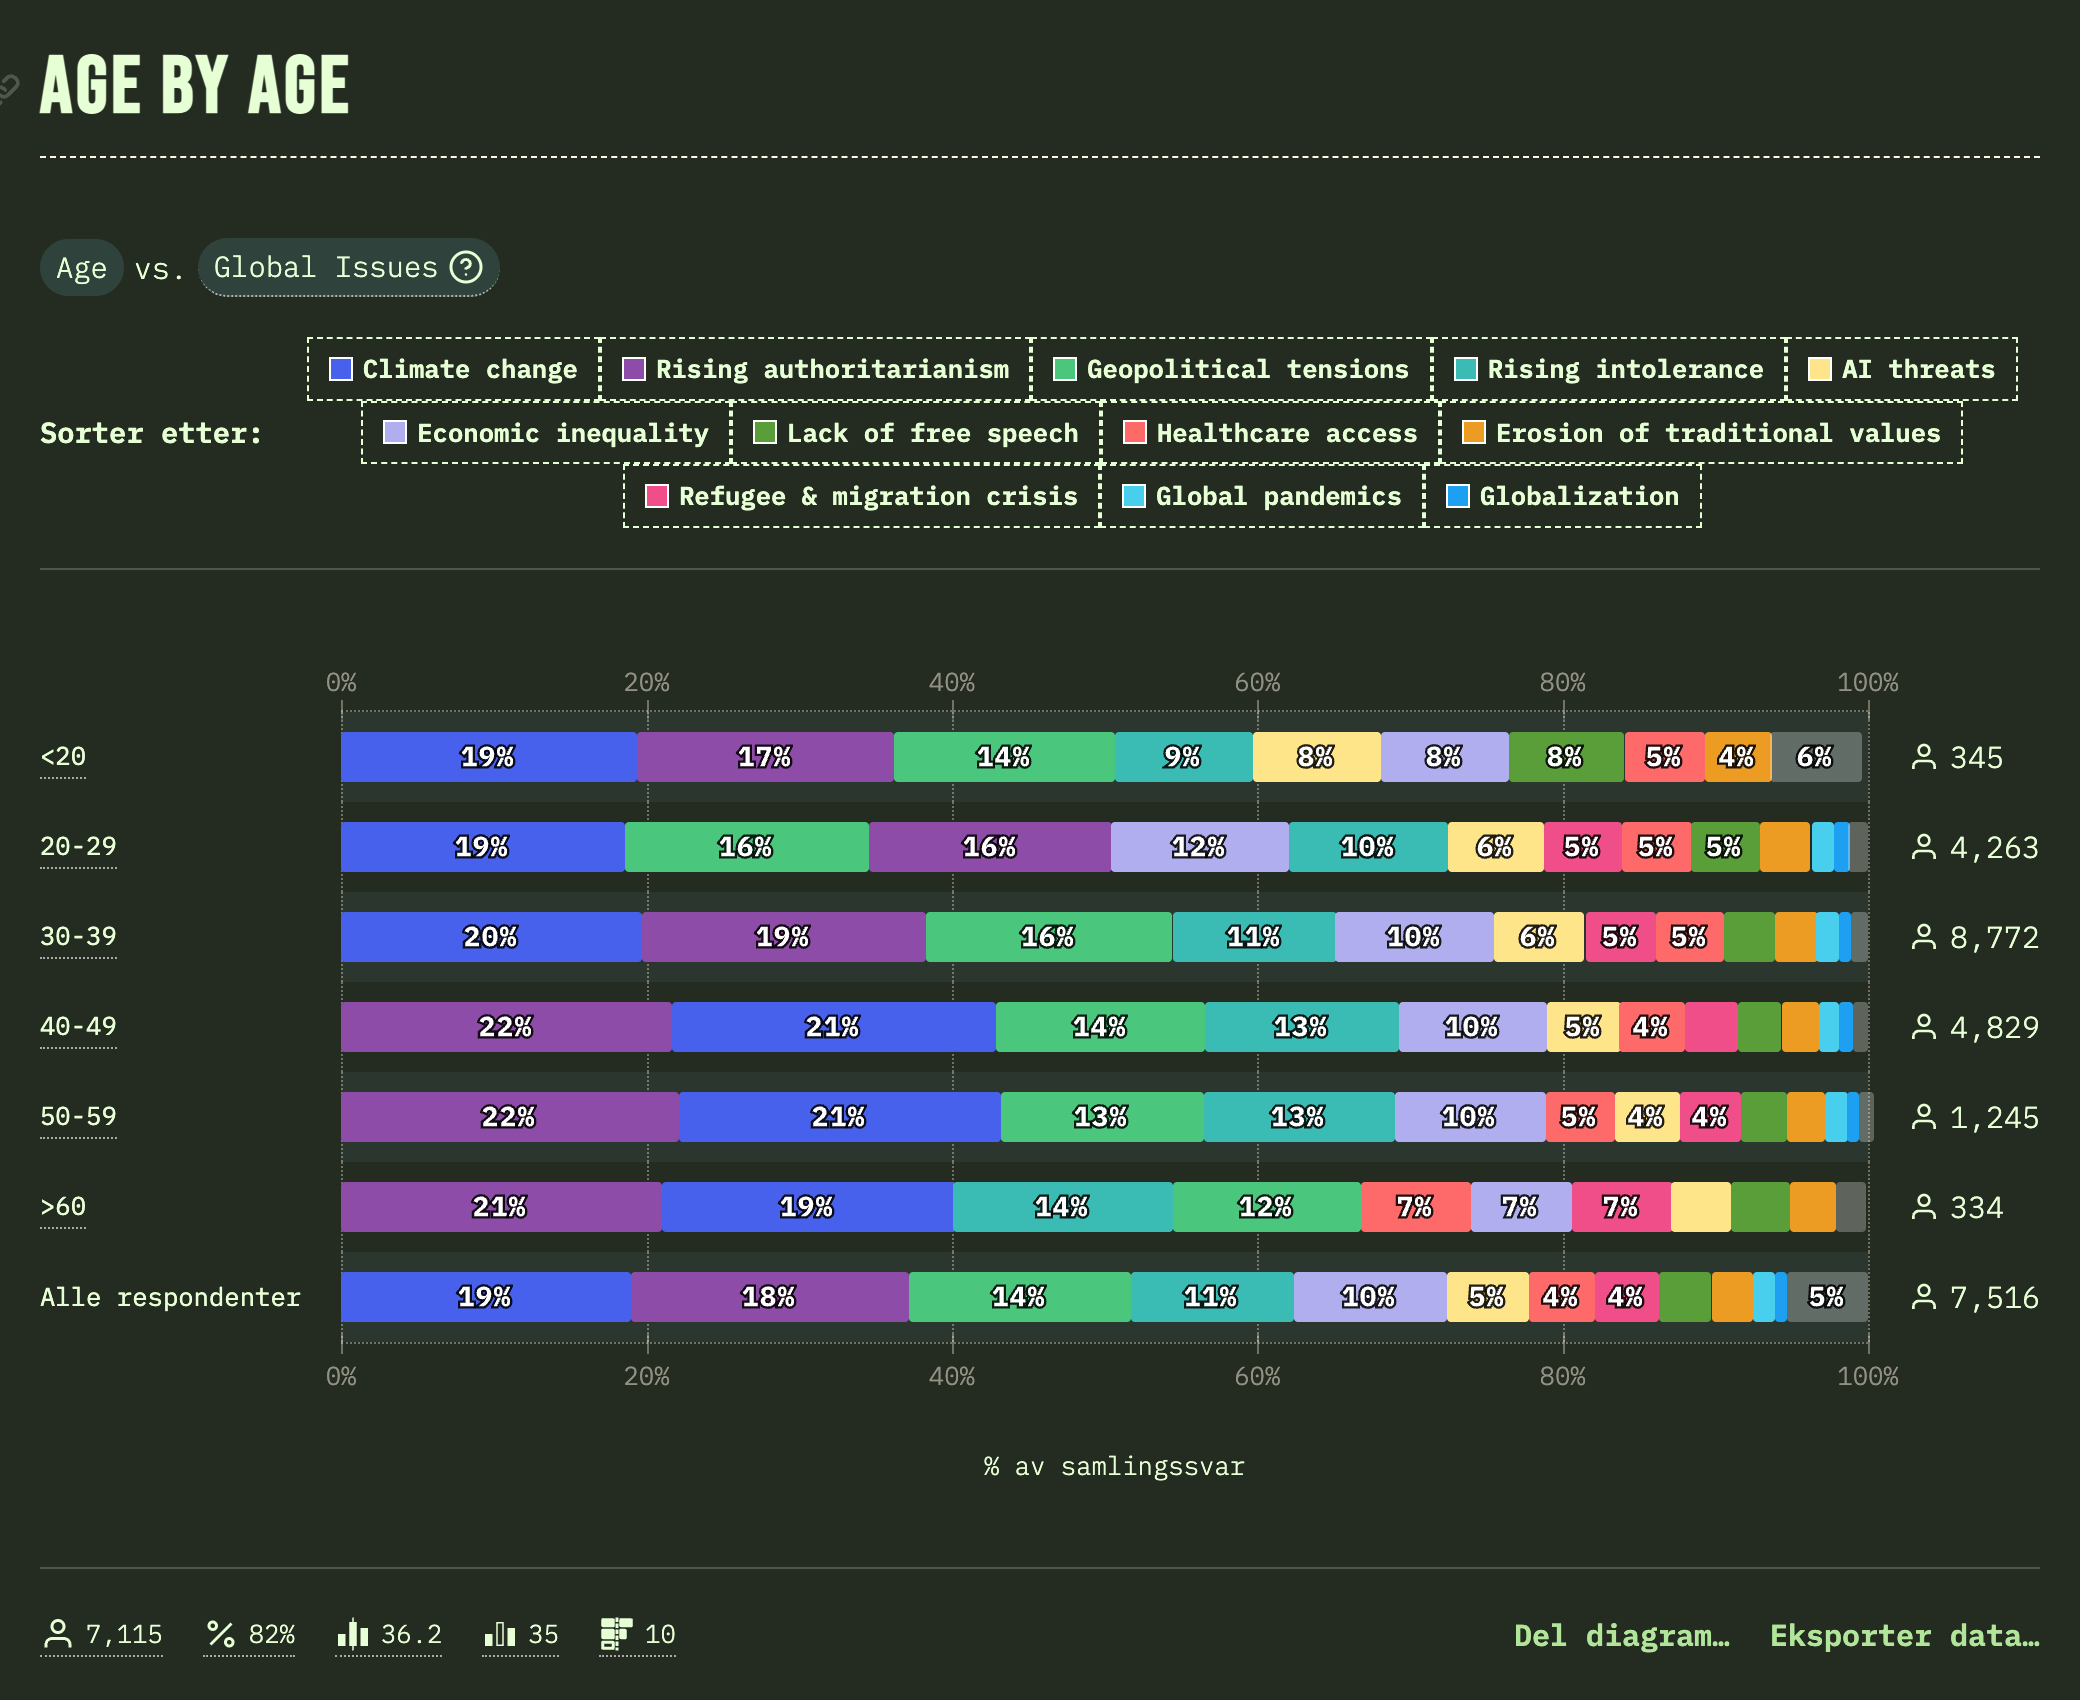 AGE BY AGE
Age vs. Global Issues ?
Climate change Rising authoritarianism Geopolitical tensions Rising intolerance AI threats
Sorter etter: Economic inequality Lack of free speech Healthcare access Erosion of traditional values
Refugee & migration crisis Global pandemics Globalization
0% 20% 40% 60% 80% 100%
<20 19% 17% 14% 9% 8% 8% 8% 5% 4% 6% 345
20-29 19% 16% 16% 12% 10% 6% 5% 5% 5% 4,263
30-39 20% 19% 16% 11% 10% 6% 5% 5% 8,772
40-49 22% 21% 14% 13% 10% 5% 4% 4,829
50-59 22% 21% 13% 13% 10% 5% 4% 4% 1,245
>60 21% 19% 14% 12% 7% 7% 7% 334
Alle respondenter 19% 18% 14% 11% 10% 5% 4% 4% 5% 7,516
0% 20% 40% 60% 80% 100%
% av samlingssvar
7,115 82% 36.2 35 10 Del diagram… Eksporter data…